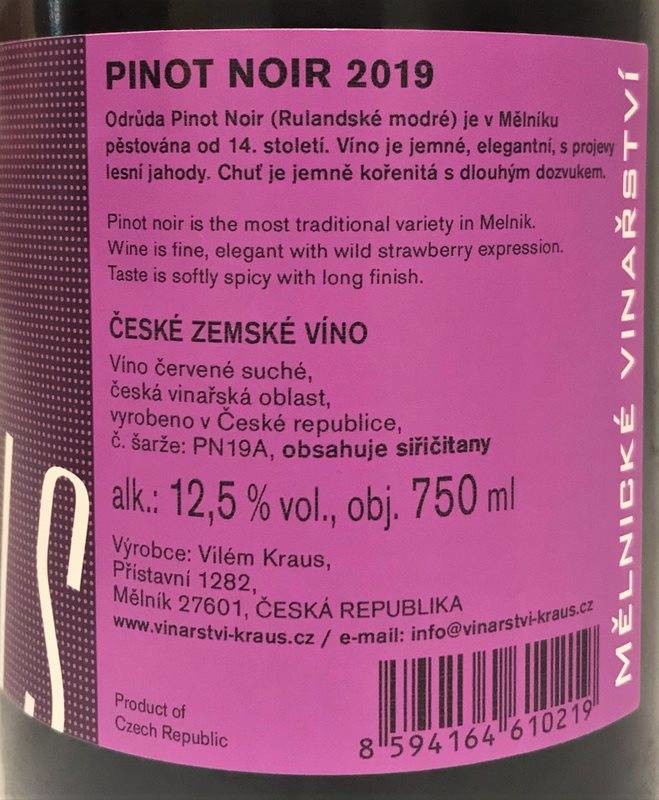 PINOT NOIR 2019
Odrůda Pinot Noir (Rulandské modré) je v Mělníku
pěstována od 14. století. Víno je jemné, elegantní, s projevy
lesní jahody. Chuť je jemně kořenitá s dlouhým dozvukem.
Pinot noir is the most traditional variety in Melnik.
Wine is fine, elegant with wild strawberry expression.
Taste is softly spicy with long finish.
ČESKÉ ZEMSKÉ VÍNO
Víno červené suché,
česká vinařská oblast,
vyrobeno v České republice,
č. šarže: PN19A, obsahuje siřičitany
alk.: 12,5 % vol., obj. 750 ml
Výrobce: Vilém Kraus,
Přístavní 1282,
Mělník 27601, ČESKÁ REPUBLIKA
www.vinarstvi-kraus.cz / e-mail: info@vinarstvi-kraus.cz
Product of
Czech Republic
8 594164 610219
MĚLNICKÉ VINAŘSTVÍ